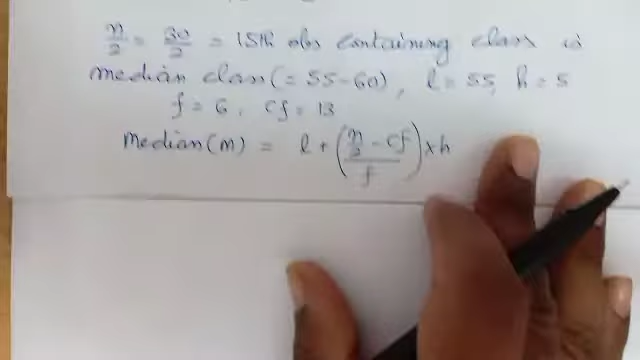 n/2 = 30/2 = 15th obs containing class is
median class (= 55-60), l = 55, h = 5
f = 6, cf = 13
Median (M) = l + ((n/2 - cf)/f) × h